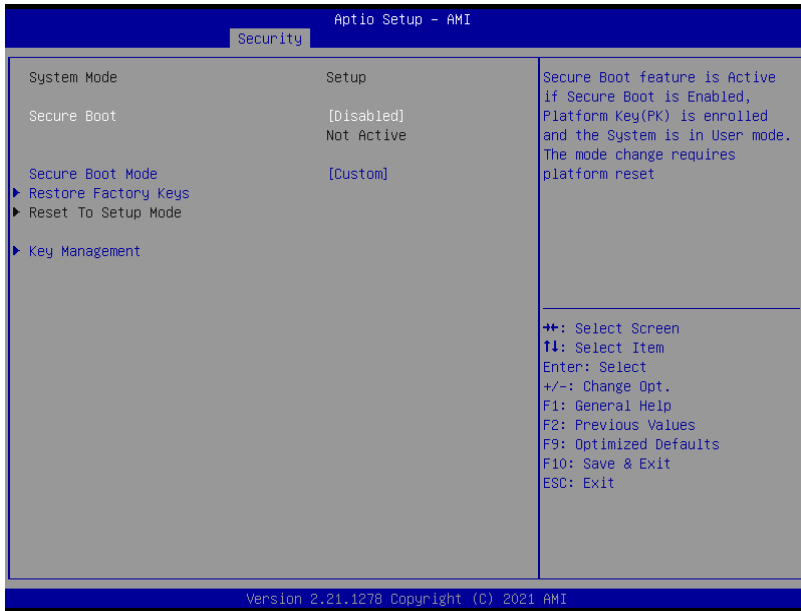 Aptio Setup – AMI
Security
System Mode Setup
Secure Boot [Disabled]
Not Active
Secure Boot Mode [Custom]
Restore Factory Keys
Reset To Setup Mode
Key Management
Secure Boot feature is Active
if Secure Boot is Enabled,
Platform Key(PK) is enrolled
and the System is in User mode.
The mode change requires
platform reset
→←: Select Screen
↑↓: Select Item
Enter: Select
+/-: Change Opt.
F1: General Help
F2: Previous Values
F9: Optimized Defaults
F10: Save & Exit
ESC: Exit
Version 2.21.1278 Copyright (C) 2021 AMI